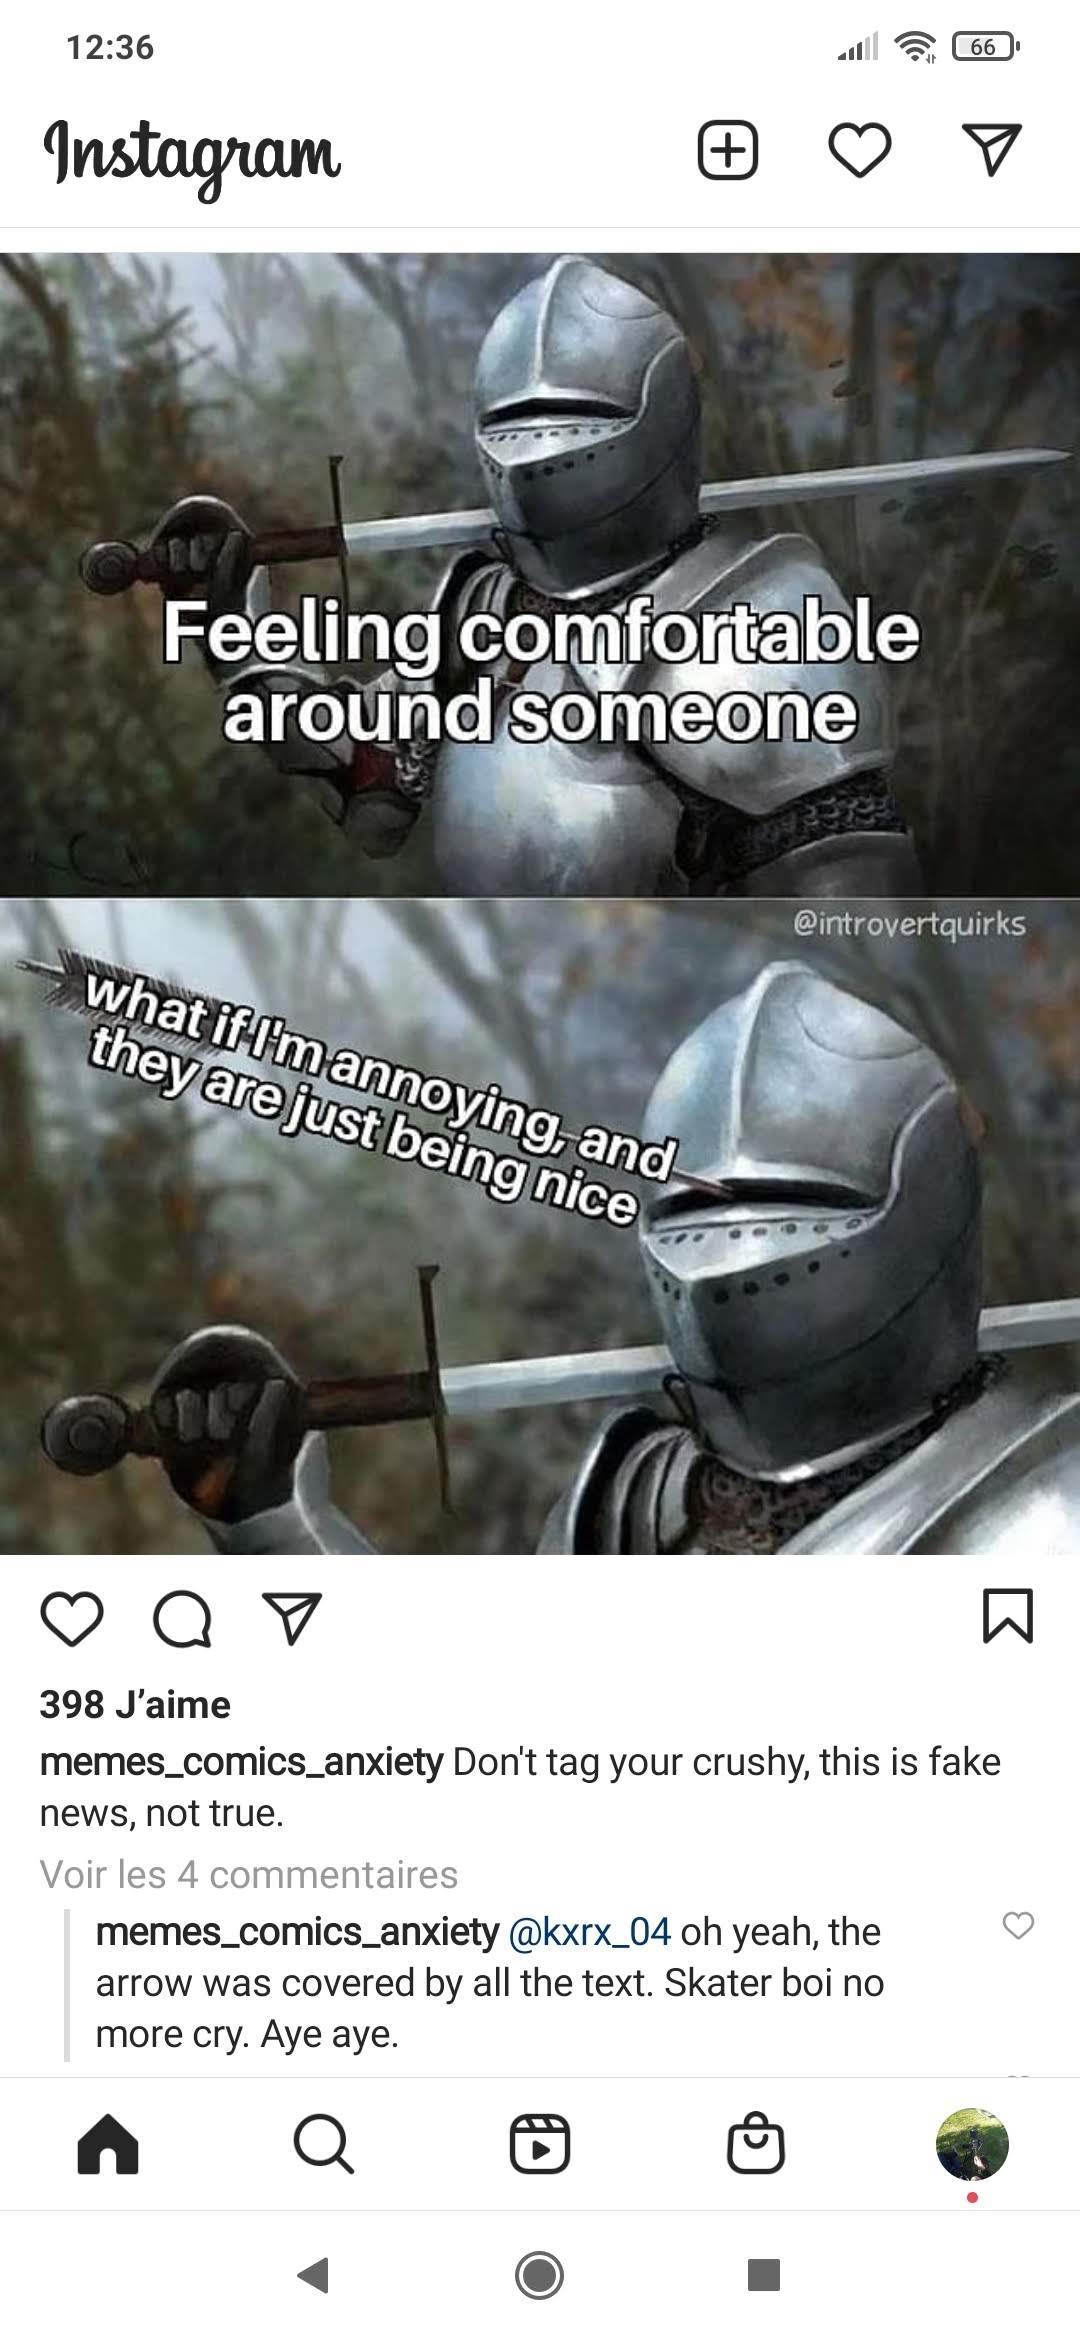 12:36
66
Instagram
Feeling comfortable
around someone
@introvertquirks
what if I'm annoying, and
they are just being nice
398 J’aime
memes_comics_anxiety Don't tag your crushy, this is fake
news, not true.
Voir les 4 commentaires
memes_comics_anxiety @kxrx_04 oh yeah, the
arrow was covered by all the text. Skater boi no
more cry. Aye aye.